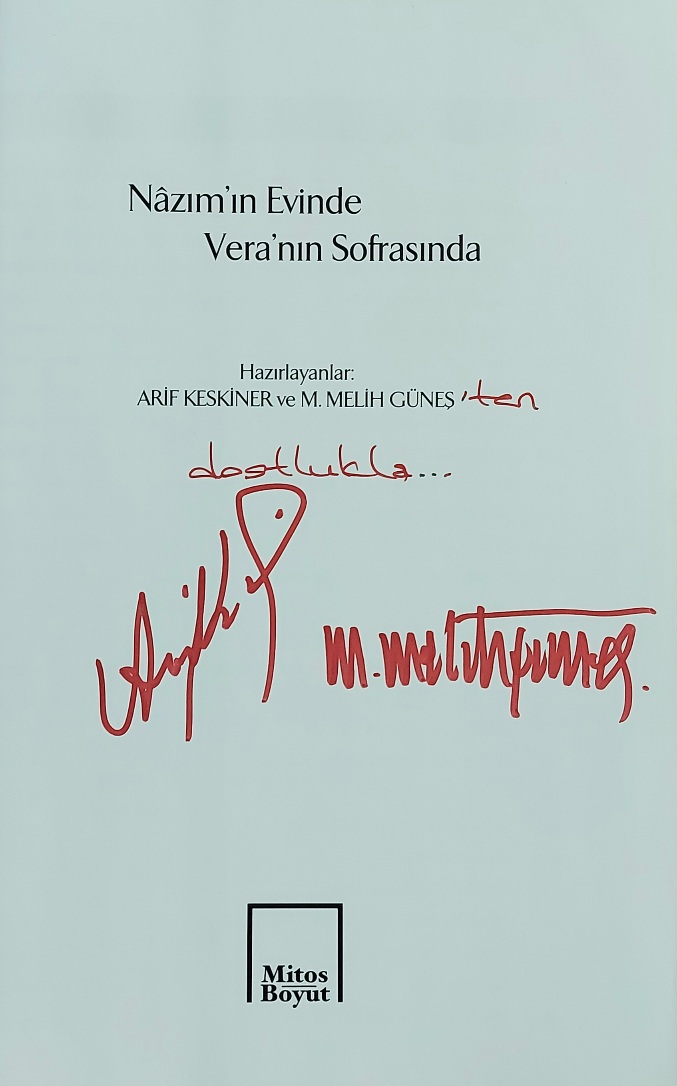 Nâzım'ın Evinde
Vera'nın Sofrasında
Hazırlayanlar:
ARİF KESKİNER ve M. MELİH GÜNEŞ 'ten
dostlukla...
M. Melih Güneş.
Mitos
Boyut